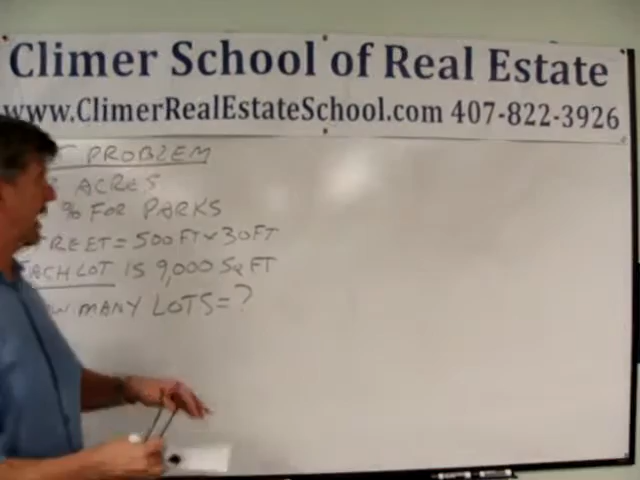 Climer School of Real Estate
www.ClimerRealEstateSchool.com 407-822-3926
PROBLEM
ACRES
% FOR PARKS
TREET = 500 FT x 30 FT
ACH LOT IS 9,000 SQ FT
W MANY LOTS = ?